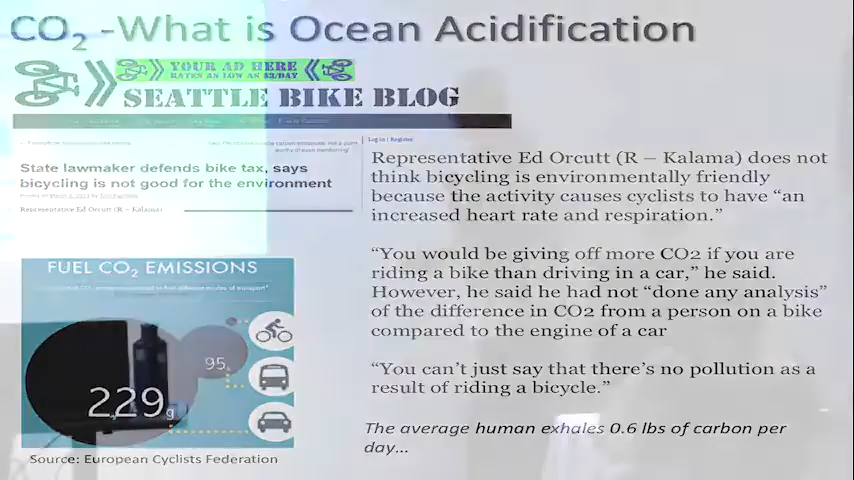 CO2 -What is Ocean Acidification
YOUR AD HERE
RATES AS LOW AS $2/DAY
SEATTLE BIKE BLOG
Log in | Register
State lawmaker defends bike tax, says
bicycling is not good for the environment
Representative Ed Orcutt (R – Kalama)
Representative Ed Orcutt (R – Kalama) does not
think bicycling is environmentally friendly
because the activity causes cyclists to have “an
increased heart rate and respiration.”
“You would be giving off more CO2 if you are
riding a bike than driving in a car,” he said.
However, he said he had not “done any analysis”
of the difference in CO2 from a person on a bike
compared to the engine of a car
“You can’t just say that there’s no pollution as a
result of riding a bicycle.”
The average human exhales 0.6 lbs of carbon per
day...
FUEL CO2 EMISSIONS
95
229g
Source: European Cyclists Federation